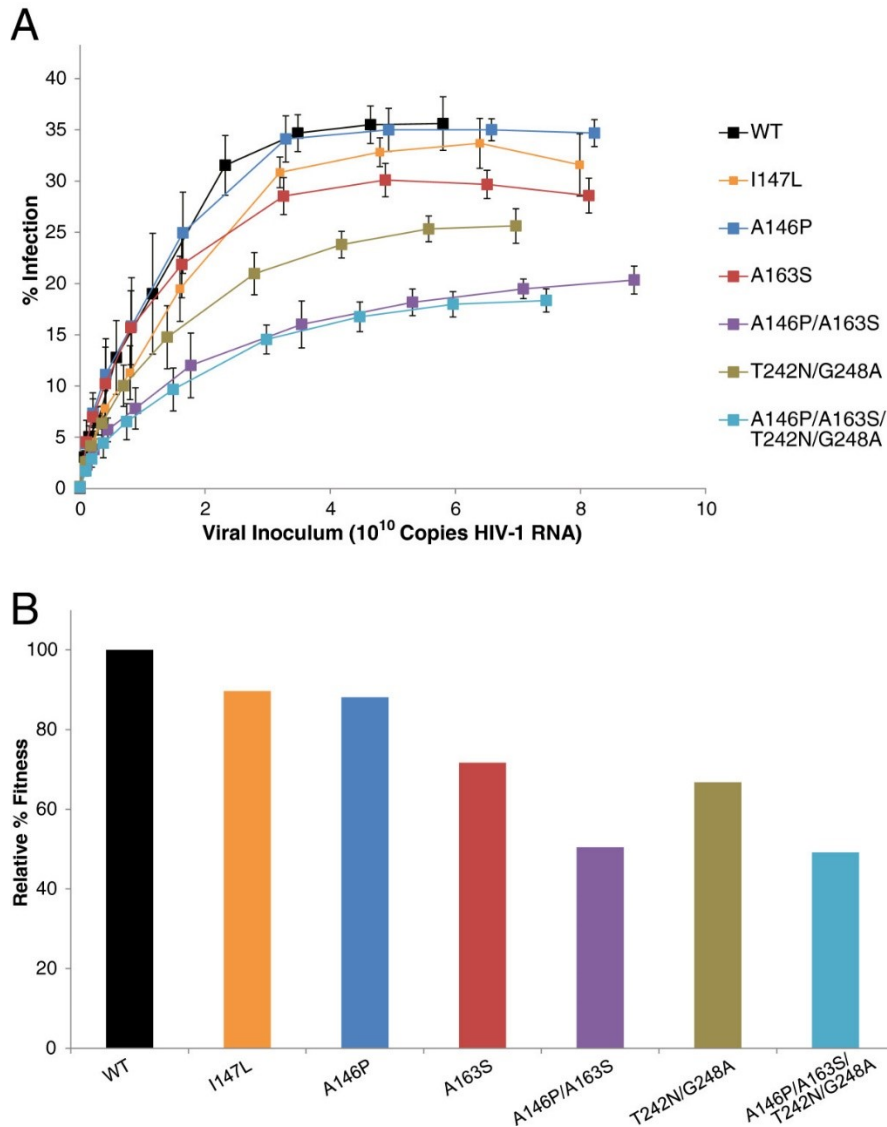 A
% Infection
40
35
30
25
20
15
10
5
0
0
2
4
6
8
10
Viral Inoculum (10¹⁰ Copies HIV-1 RNA)
WT
I147L
A146P
A163S
A146P/A163S
T242N/G248A
A146P/A163S/
T242N/G248A
B
Relative % Fitness
100
80
60
40
20
0
WT
I147L
A146P
A163S
A146P/A163S
T242N/G248A
A146P/A163S/
T242N/G248A